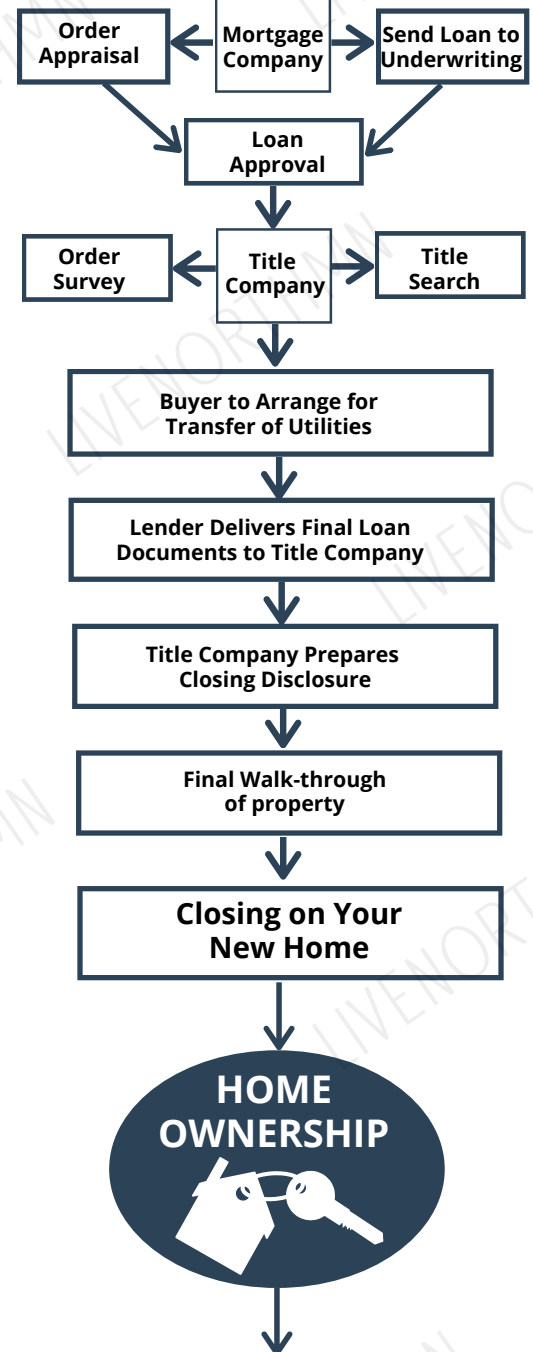 Order
Appraisal
Mortgage
Company
Send Loan to
Underwriting
Loan
Approval
Order
Survey
Title
Company
Title
Search
Buyer to Arrange for
Transfer of Utilities
Lender Delivers Final Loan
Documents to Title Company
Title Company Prepares
Closing Disclosure
Final Walk-through
of property
Closing on Your
New Home
HOME
OWNERSHIP
LIVENORTHMN